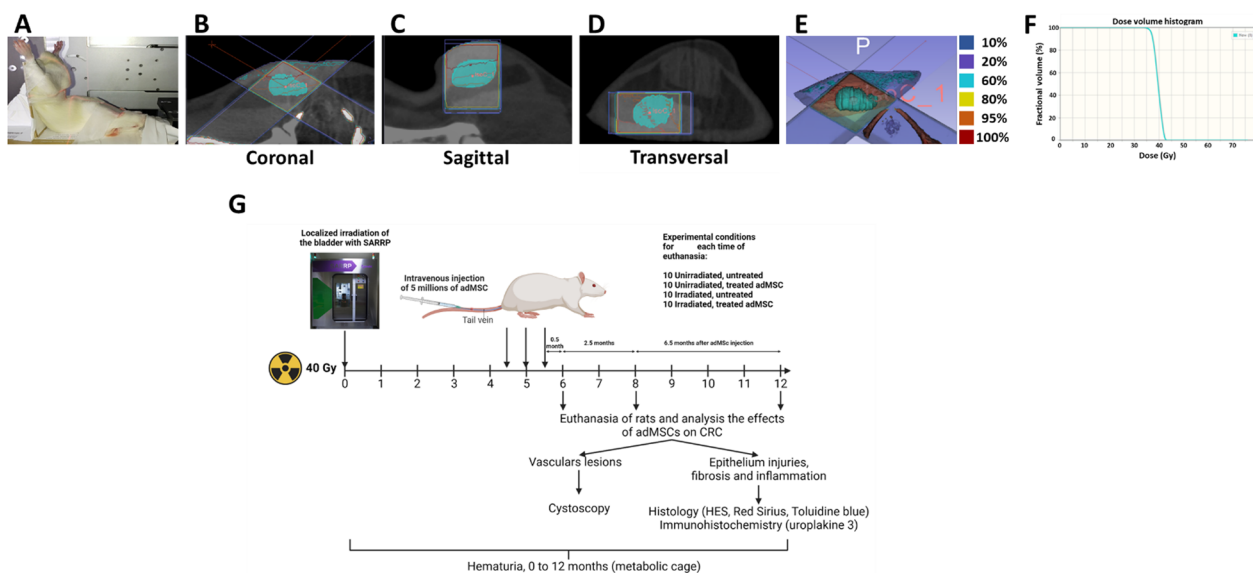 A
B
C
D
E
F
P
10%
20%
60%
80%
95%
100%
Coronal
Sagittal
Transversal
Dose volume histogram
Fractional volume (%)
100
80
60
40
20
0
0 10 20 30 40 50 60 70
Dose (Gy)
G
Localized irradiation of
the bladder with SARRP
RP
Intravenous injection
of 5 millions of adMSC
Tail vein
Experimental conditions
for each time of
euthanasia:
10 Unirradiated, untreated
10 Unirradiated, treated adMSC
10 Irradiated, untreated
10 Irradiated, treated adMSC
0.5
month
2.5 months
6.5 months after adMSc injection
40 Gy
0 1 2 3 4 5 6 7 8 9 10 11 12
Euthanasia of rats and analysis the effects
of adMSCs on CRC
Vasculars lesions
Epithelium injuries,
fibrosis and inflammation
Cystoscopy
Histology (HES, Red Sirius, Toluidine blue)
Immunohistochemistry (uroplakine 3)
Hematuria, 0 to 12 months (metabolic cage)